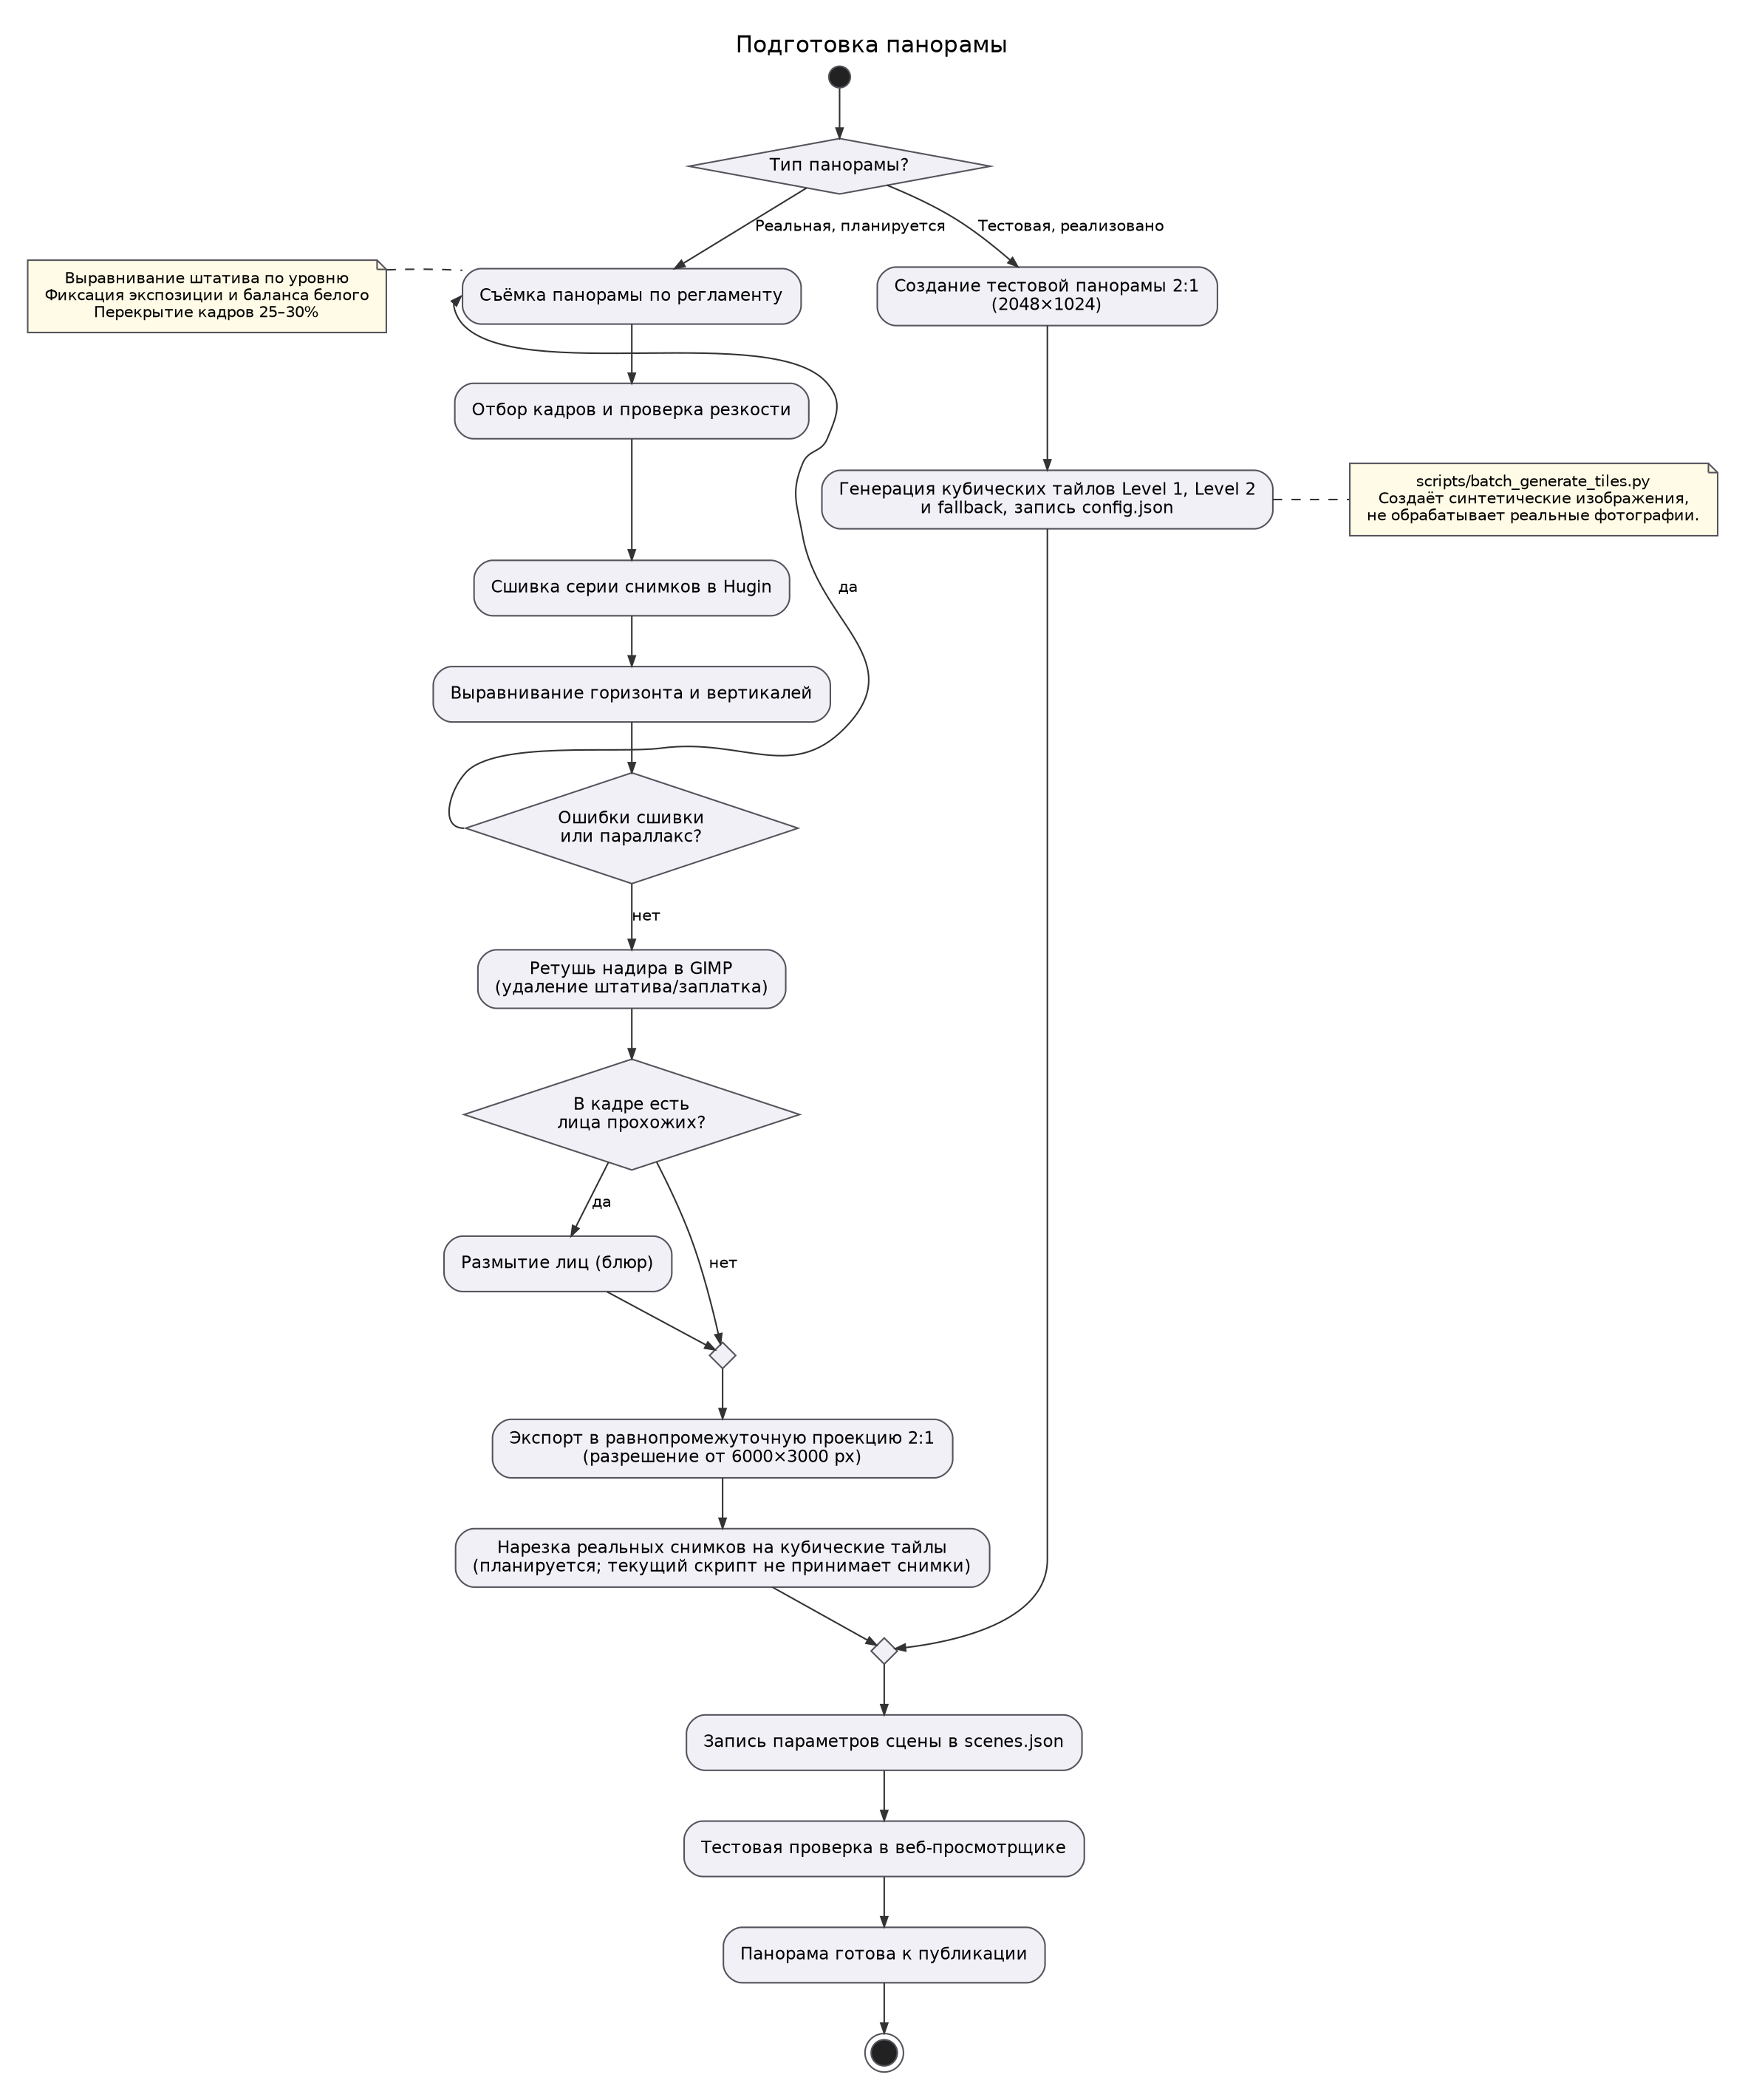 Подготовка панорамы
Тип панорамы?
Реальная, планируется
Тестовая, реализовано
Выравнивание штатива по уровню
Фиксация экспозиции и баланса белого
Перекрытие кадров 25–30%
Съёмка панорамы по регламенту
Создание тестовой панорамы 2:1
(2048×1024)
Отбор кадров и проверка резкости
Генерация кубических тайлов Level 1, Level 2
и fallback, запись config.json
scripts/batch_generate_tiles.py
Создаёт синтетические изображения,
не обрабатывает реальные фотографии.
Сшивка серии снимков в Hugin
да
Выравнивание горизонта и вертикалей
Ошибки сшивки
или параллакс?
нет
Ретушь надира в GIMP
(удаление штатива/заплатка)
В кадре есть
лица прохожих?
да
Размытие лиц (блюр)
нет
Экспорт в равнопромежуточную проекцию 2:1
(разрешение от 6000×3000 px)
Нарезка реальных снимков на кубические тайлы
(планируется; текущий скрипт не принимает снимки)
Запись параметров сцены в scenes.json
Тестовая проверка в веб-просмотрщике
Панорама готова к публикации